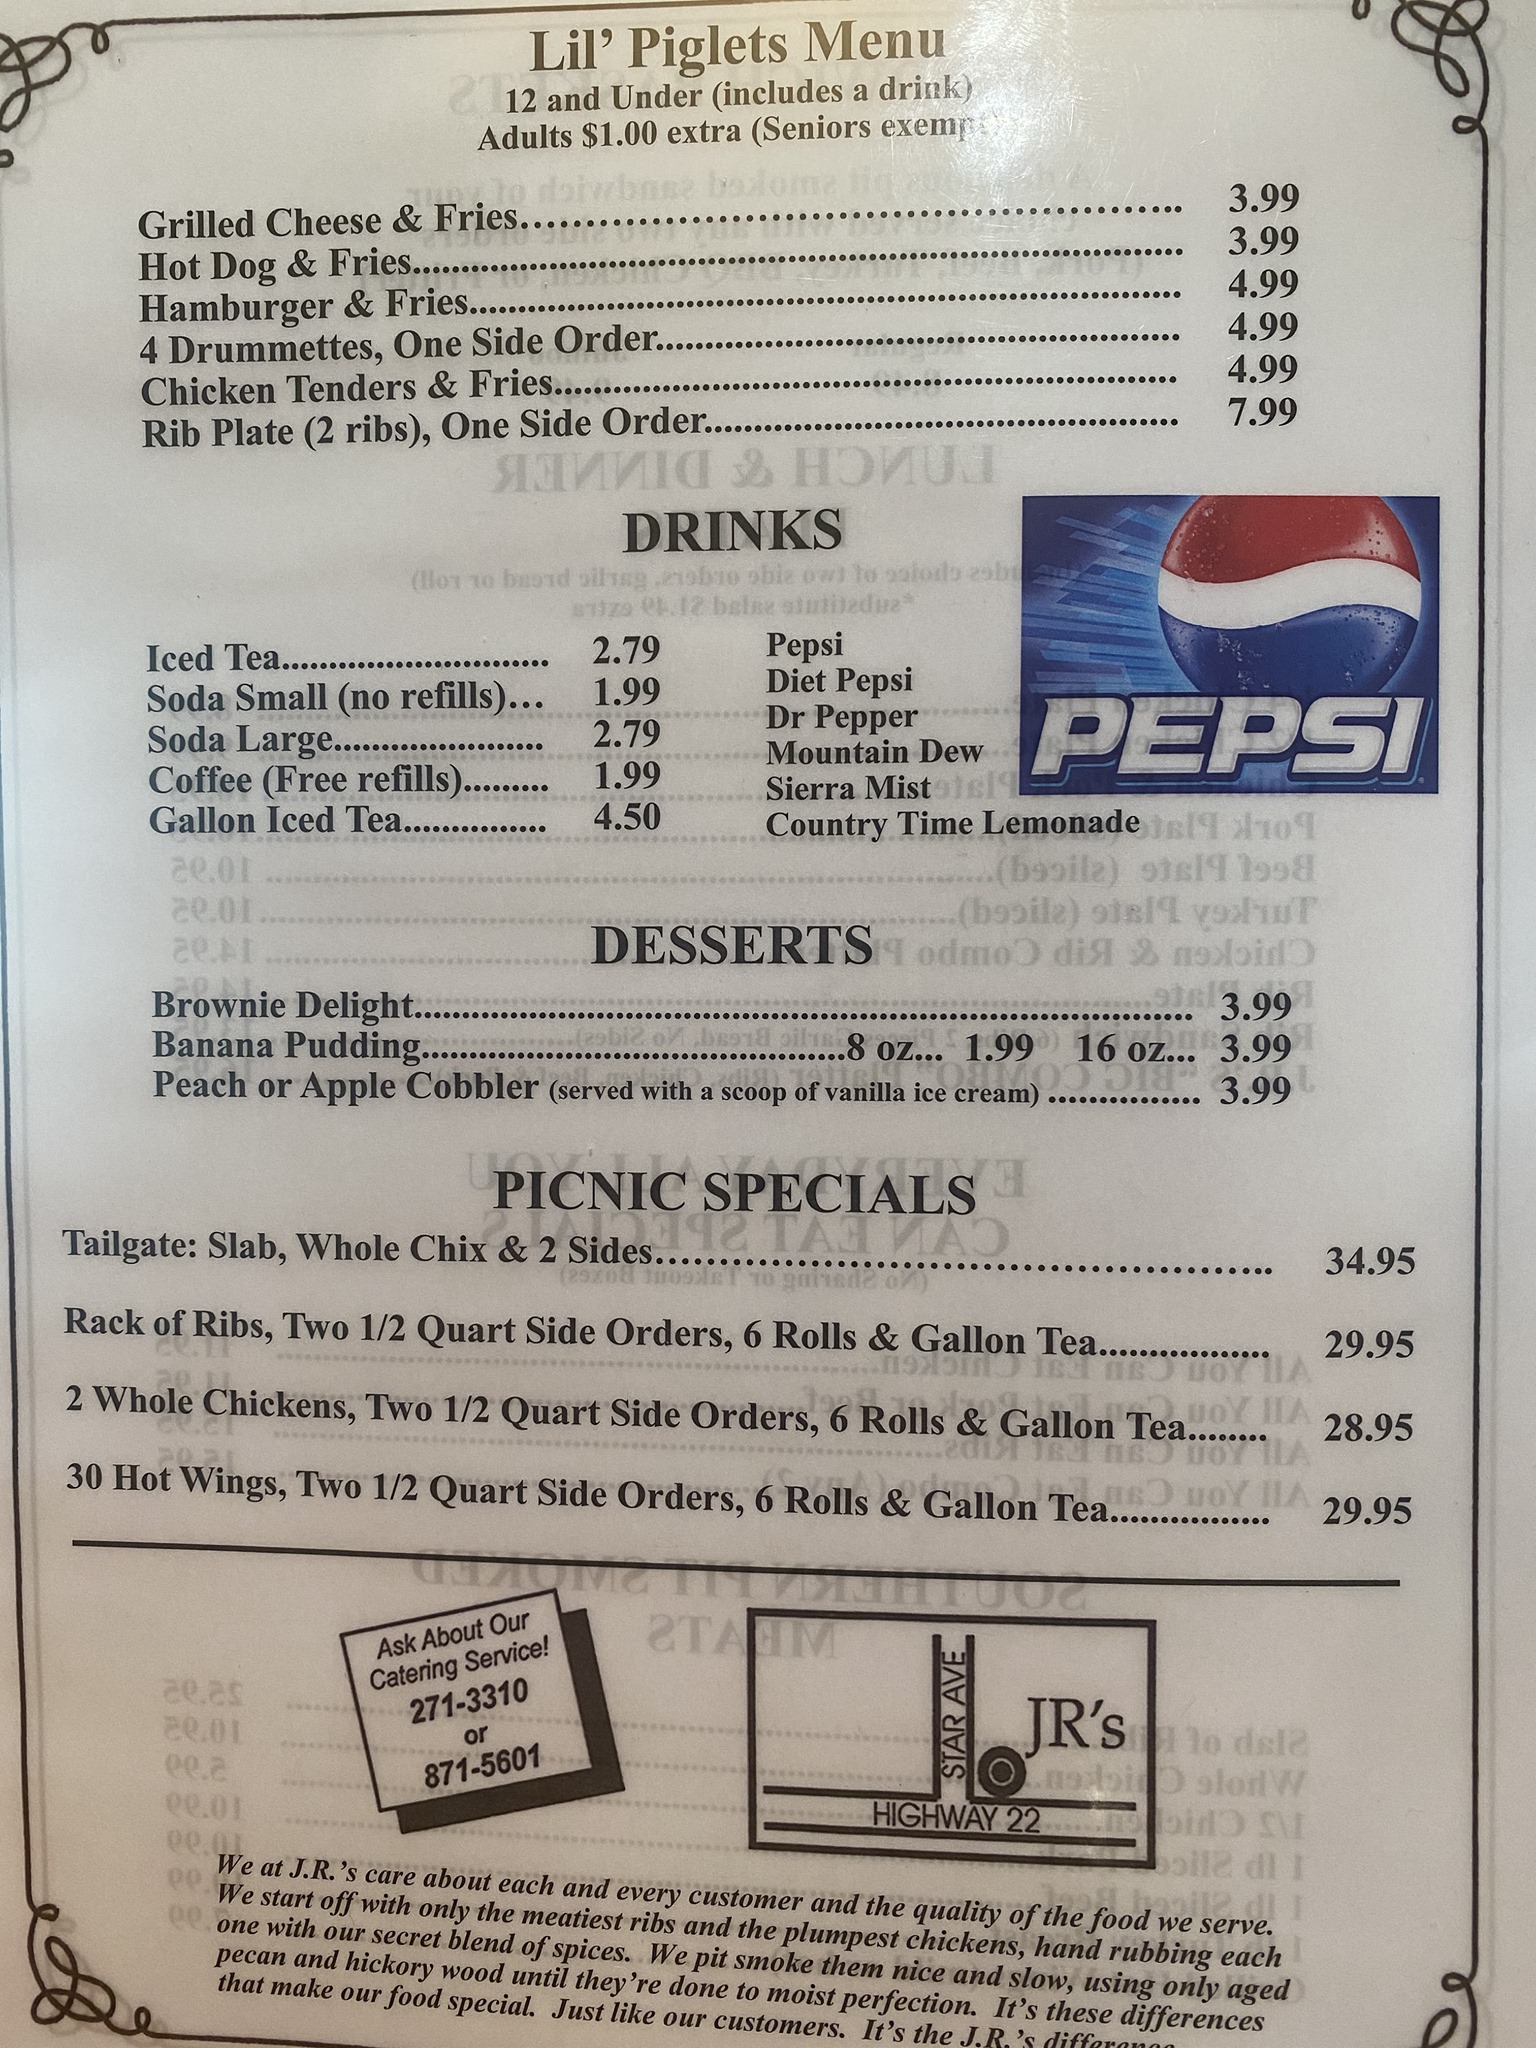 Lil' Piglets Menu
12 and Under (includes a drink)
Adults $1.00 extra (Seniors exempt
Grilled Cheese & Fries................................................... 3.99
Hot Dog & Fries................................................... 3.99
Hamburger & Fries................................................... 4.99
4 Drummettes, One Side Order................................................... 4.99
Chicken Tenders & Fries................................................... 4.99
Rib Plate (2 ribs), One Side Order................................................... 7.99
DRINKS
Iced Tea............................ 2.79
Soda Small (no refills)... 1.99
Soda Large...................... 2.79
Coffee (Free refills)......... 1.99
Gallon Iced Tea............... 4.50
Pepsi
Diet Pepsi
Dr Pepper
Mountain Dew
Sierra Mist
Country Time Lemonade
PEPSI
DESSERTS
Brownie Delight................................................... 3.99
Banana Pudding.............................................8 oz... 1.99 16 oz... 3.99
Peach or Apple Cobbler (served with a scoop of vanilla ice cream) ................ 3.99
PICNIC SPECIALS
Tailgate: Slab, Whole Chix & 2 Sides................................................... 34.95
Rack of Ribs, Two 1/2 Quart Side Orders, 6 Rolls & Gallon Tea................. 29.95
2 Whole Chickens, Two 1/2 Quart Side Orders, 6 Rolls & Gallon Tea........ 28.95
30 Hot Wings, Two 1/2 Quart Side Orders, 6 Rolls & Gallon Tea................. 29.95
Ask About Our
Catering Service!
271-3310
or
871-5601
STAR AVE
JR's
HIGHWAY 22
We at J.R.'s care about each and every customer and the quality of the food we serve.
We start off with only the meatiest ribs and the plumpest chickens, hand rubbing each
one with our secret blend of spices. We pit smoke them nice and slow, using only aged
pecan and hickory wood until they're done to moist perfection. It's these differences
that make our food special. Just like our customers. It's the J.R.'s difference